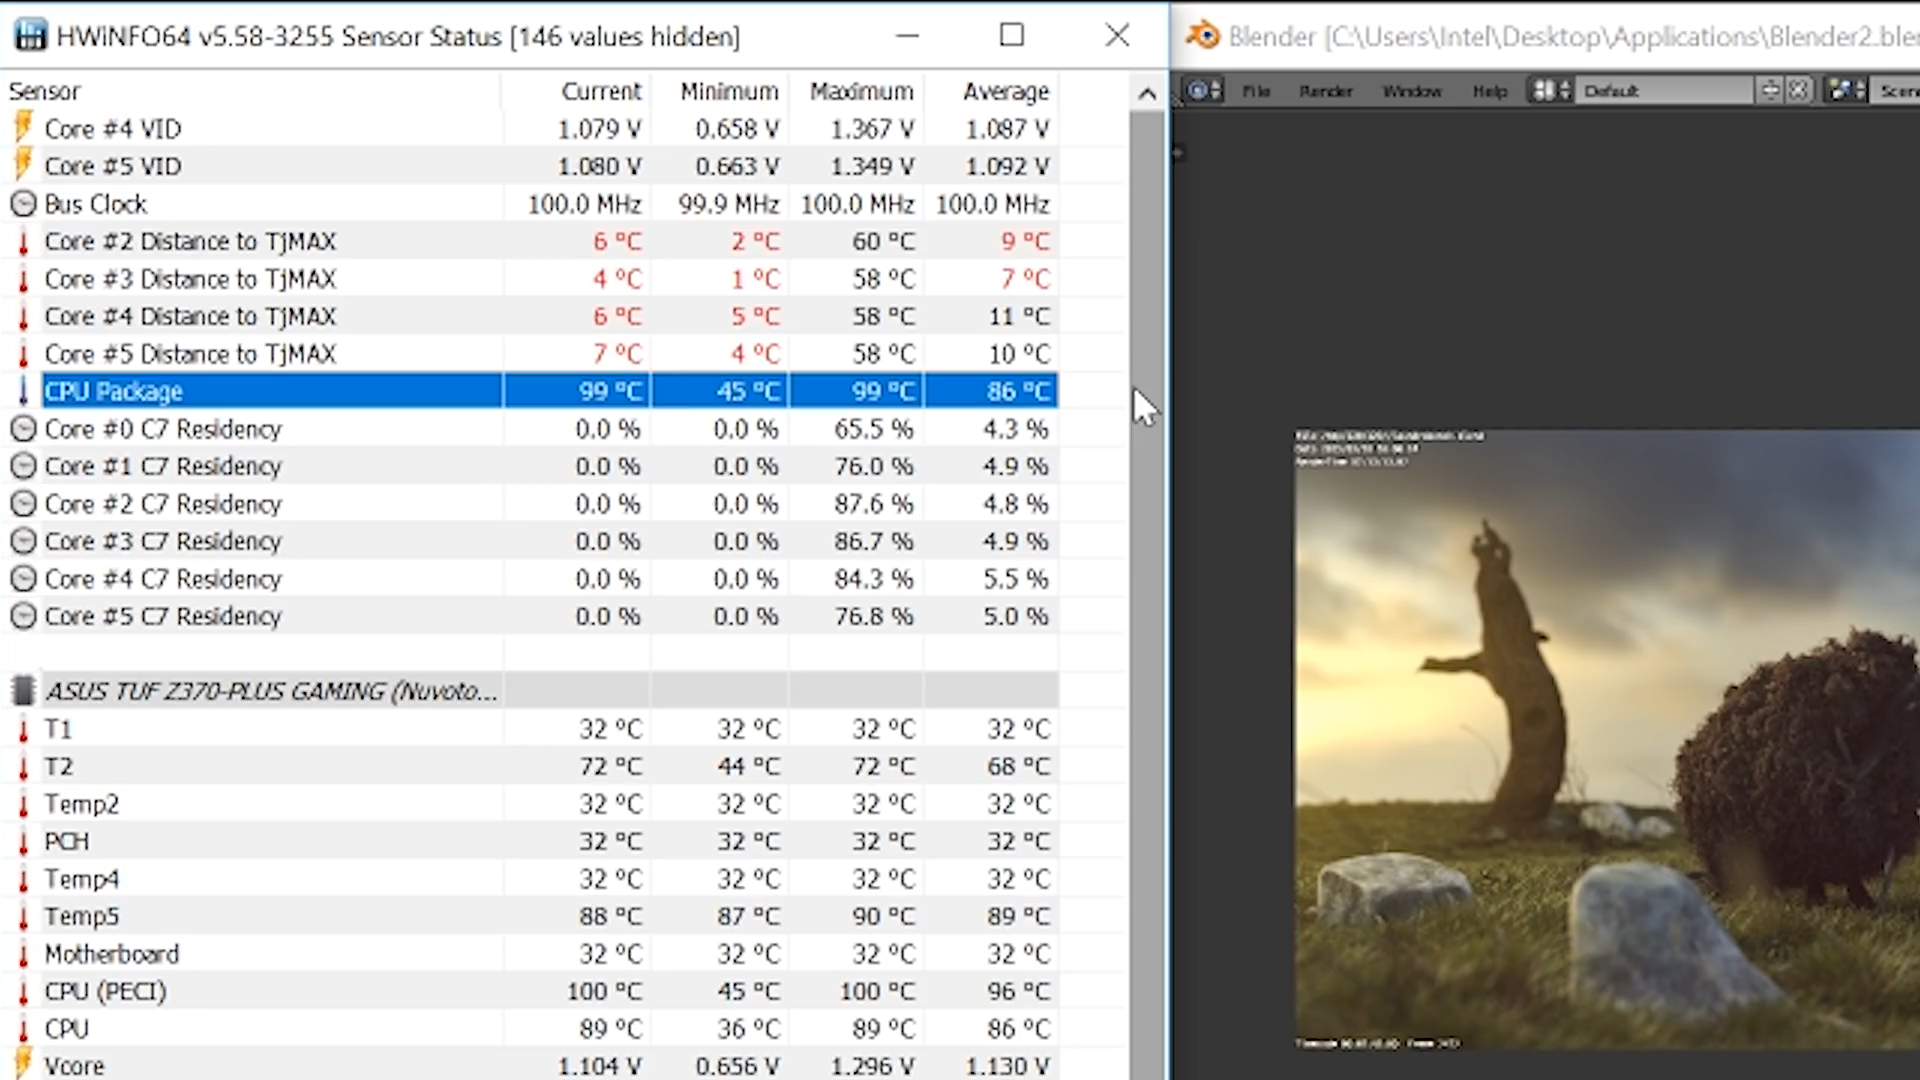 HWiNFO64 v5.58-3255 Sensor Status [146 values hidden]
Sensor Current Minimum Maximum Average
Core #4 VID 1.079 V 0.658 V 1.367 V 1.087 V
Core #5 VID 1.080 V 0.663 V 1.349 V 1.092 V
Bus Clock 100.0 MHz 99.9 MHz 100.0 MHz 100.0 MHz
Core #2 Distance to TjMAX 6 °C 2 °C 60 °C 9 °C
Core #3 Distance to TjMAX 4 °C 1 °C 58 °C 7 °C
Core #4 Distance to TjMAX 6 °C 5 °C 58 °C 11 °C
Core #5 Distance to TjMAX 7 °C 4 °C 58 °C 10 °C
CPU Package 99 °C 45 °C 99 °C 86 °C
Core #0 C7 Residency 0.0 % 0.0 % 65.5 % 4.3 %
Core #1 C7 Residency 0.0 % 0.0 % 76.0 % 4.9 %
Core #2 C7 Residency 0.0 % 0.0 % 87.6 % 4.8 %
Core #3 C7 Residency 0.0 % 0.0 % 86.7 % 4.9 %
Core #4 C7 Residency 0.0 % 0.0 % 84.3 % 5.5 %
Core #5 C7 Residency 0.0 % 0.0 % 76.8 % 5.0 %
ASUS TUF Z370-PLUS GAMING (Nuvoto...
T1 32 °C 32 °C 32 °C 32 °C
T2 72 °C 44 °C 72 °C 68 °C
Temp2 32 °C 32 °C 32 °C 32 °C
PCH 32 °C 32 °C 32 °C 32 °C
Temp4 32 °C 32 °C 32 °C 32 °C
Temp5 88 °C 87 °C 90 °C 89 °C
Motherboard 32 °C 32 °C 32 °C 32 °C
CPU (PECI) 100 °C 45 °C 100 °C 96 °C
CPU 89 °C 36 °C 89 °C 86 °C
Vcore 1.104 V 0.656 V 1.296 V 1.130 V
Blender [C:\Users\Intel\Desktop\Applications\Blender2.blen
File Render Window Help Default Scene